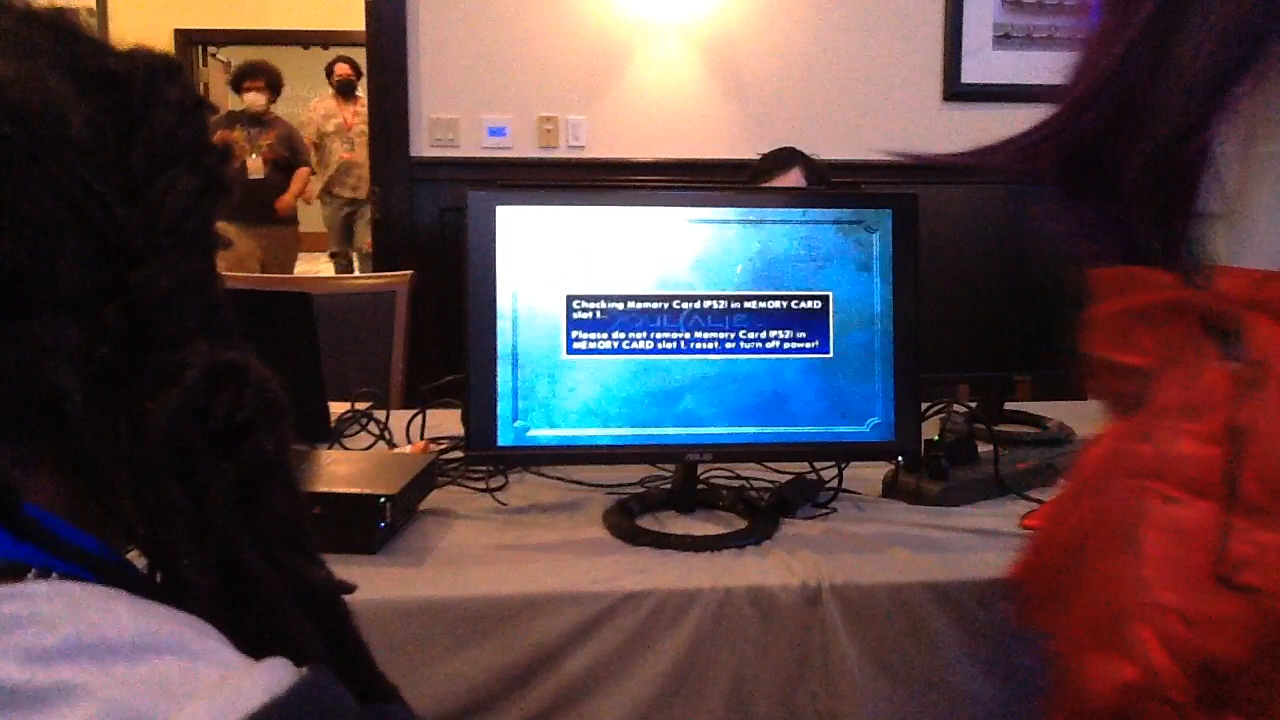 Checking Memory Card (PS2) in MEMORY CARD
slot 1.
Please do not remove Memory Card (PS2) in
MEMORY CARD slot 1, reset, or turn off power!
ASUS